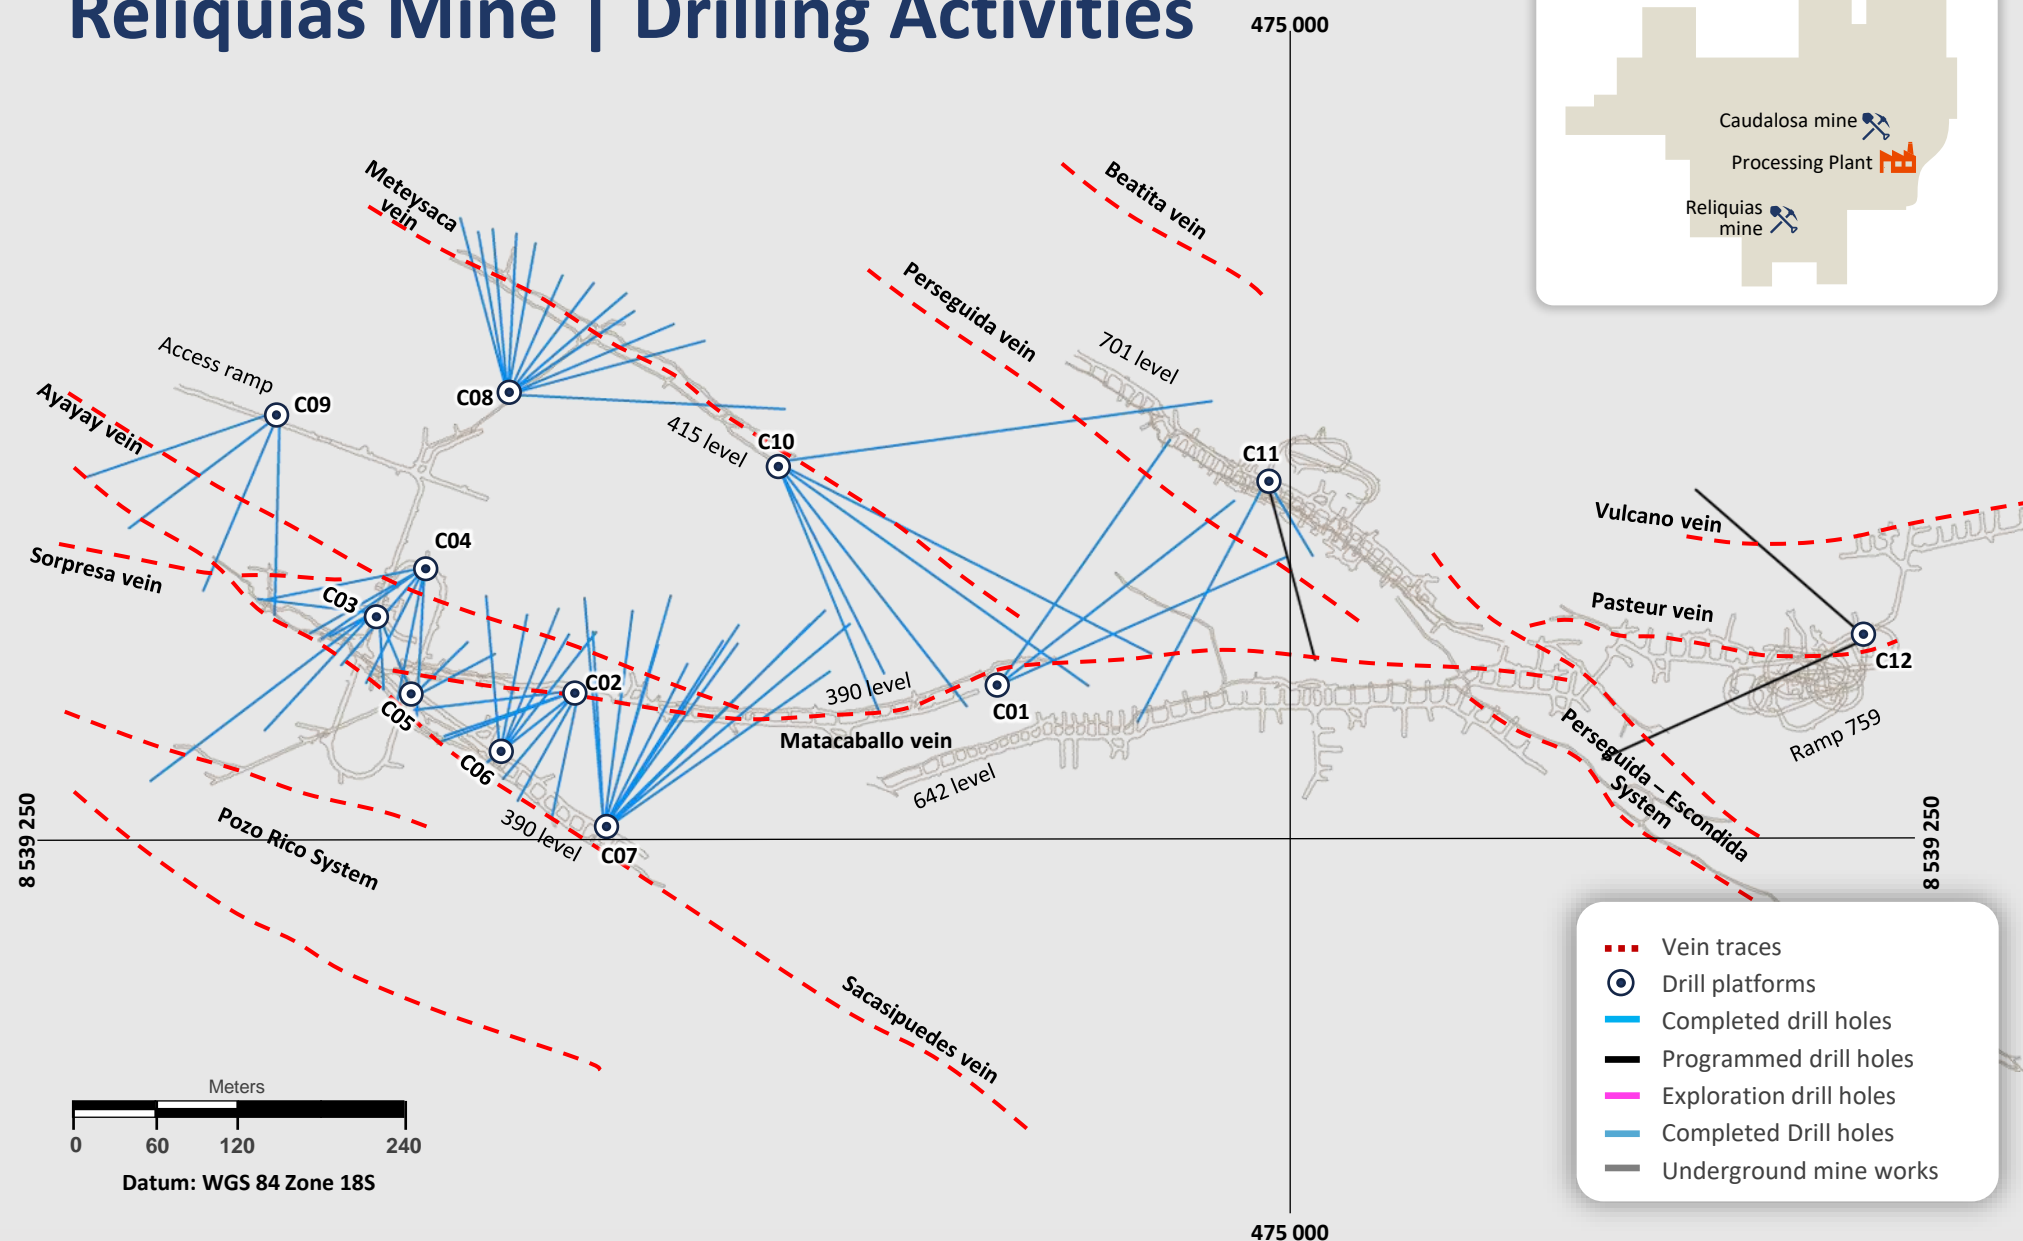 Reliquias Mine | Drilling Activities
475 000
Caudalosa mine
Processing Plant
Reliquias
mine
Meteysaca
vein
Beatita vein
Perseguida vein
701 level
Access ramp
Ayayay vein
C09
C08
415 level
C10
C11
Vulcano vein
Sorpresa vein
C04
C03
Pasteur vein
C12
C05
C02
390 level
C01
Matacaballo vein
642 level
C06
390 level
C07
Perseguida – Escondida
System
Ramp 759
8 539 250
8 539 250
Pozo Rico System
Sacasipuedes vein
Meters
0 60 120 240
Datum: WGS 84 Zone 18S
Vein traces
Drill platforms
Completed drill holes
Programmed drill holes
Exploration drill holes
Completed Drill holes
Underground mine works
475 000